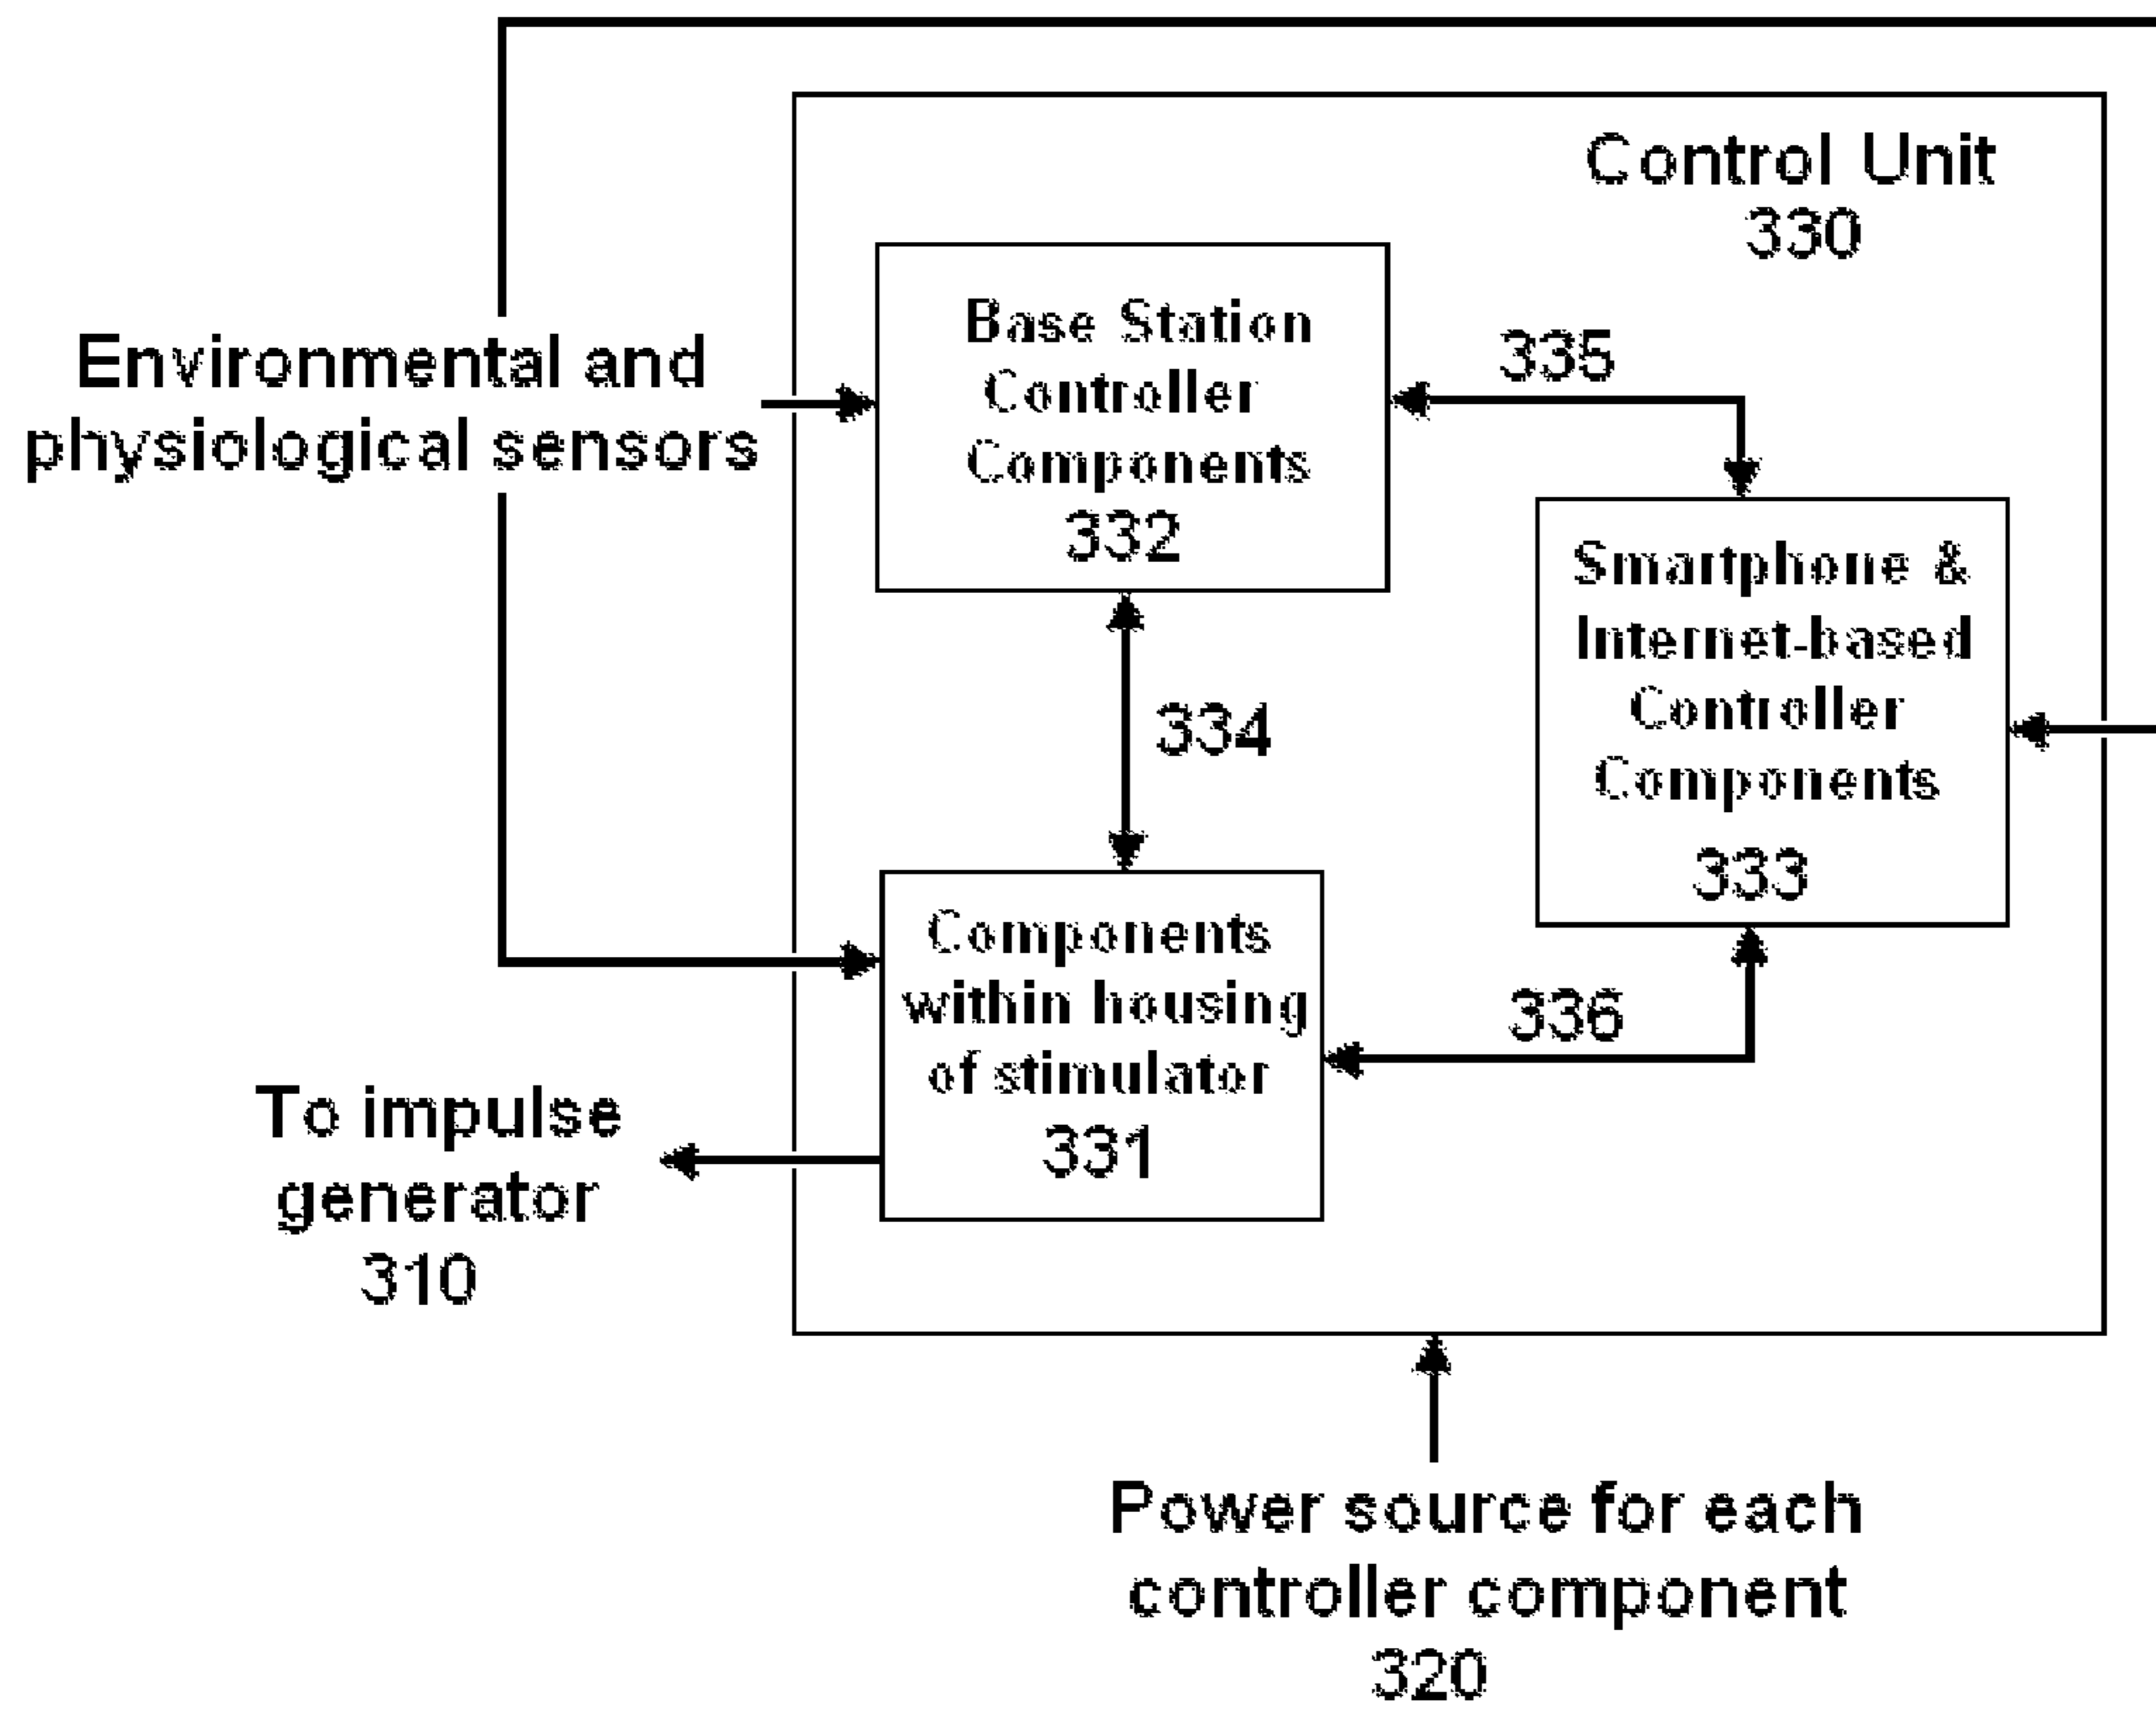 Control Unit
330
Base Station
Controller
Components
332
335
Environmental and
physiological sensors
Smartphone &
Internet-based
Controller
Components
333
334
Components
within housing
of stimulator
331
336
To impulse
generator
310
Power source for each
controller component
320